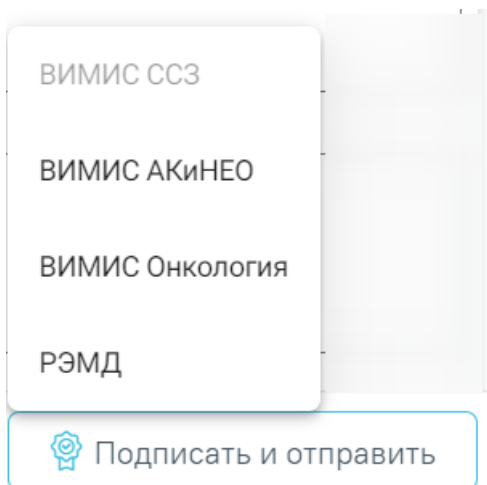 ВИМИС ССЗ
ВИМИС АКиНЕО
ВИМИС Онкология
РЭМД
Подписать и отправить